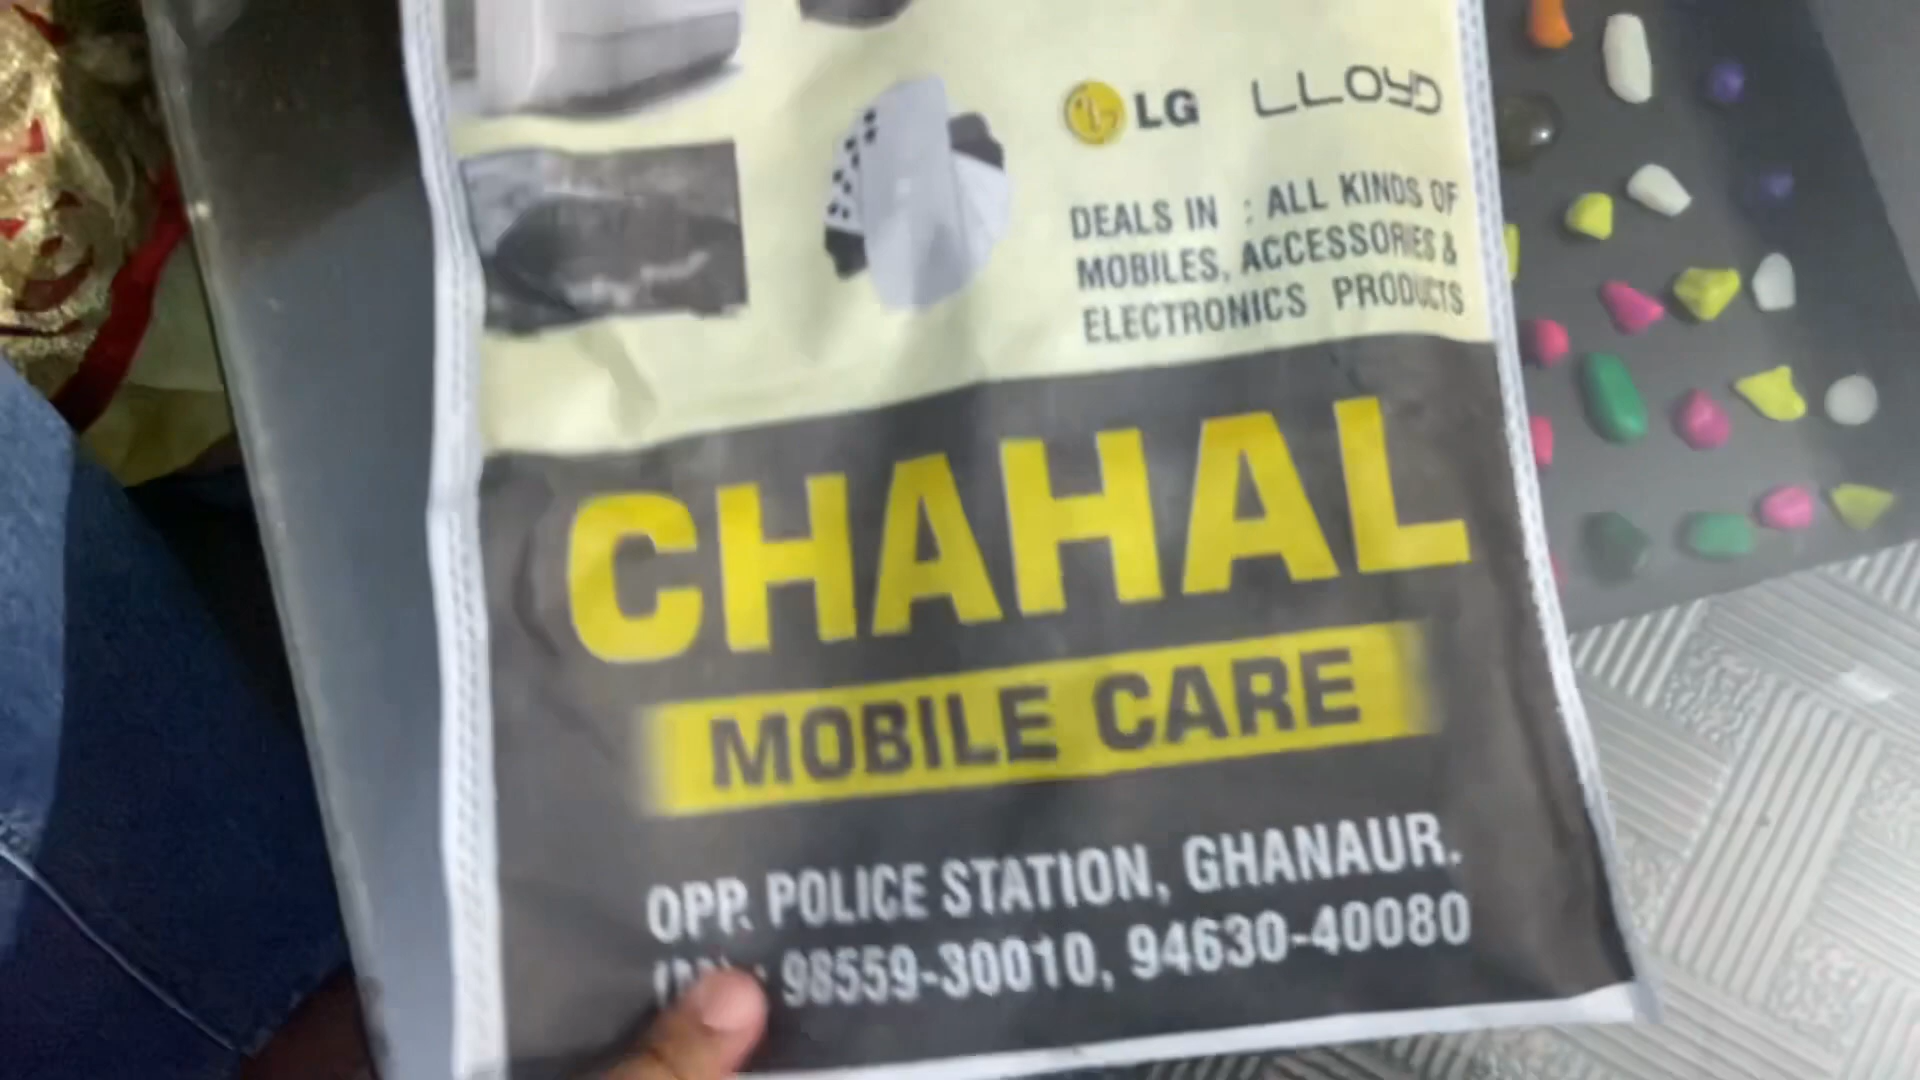 LG LLOYD
DEALS IN : ALL KINDS OF
MOBILES, ACCESSORIES &
ELECTRONICS PRODUCTS
CHAHAL
MOBILE CARE
OPP. POLICE STATION, GHANAUR.
98559-30010, 94630-40080